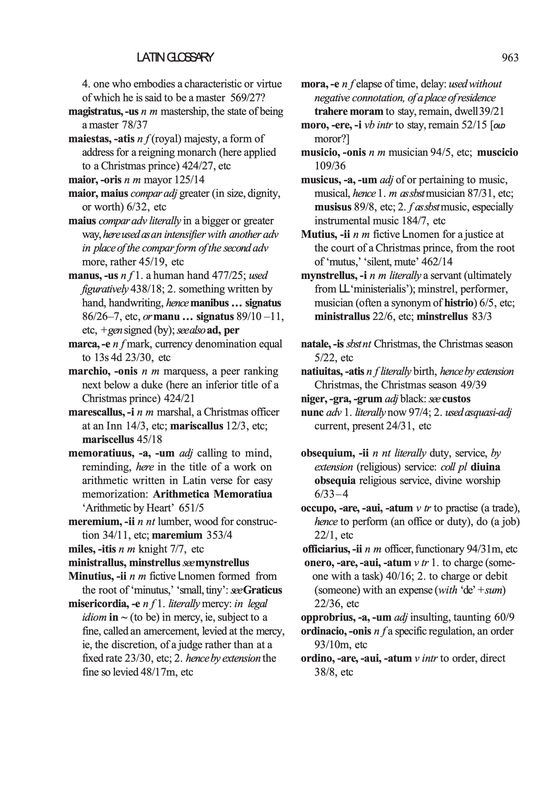 LATIN GLOSSARY 963
4. one who embodies a characteristic or virtue
of which he is said to be a master 569/27?
magistratus, -us n m mastership, the state of being
a master 78/37
maiestas, -atis n f (royal) majesty, a form of
address for a reigning monarch (here applied
to a Christmas prince) 424/27, etc
maior, -oris n m mayor 125/14
maior, maius compar adj greater (in size, dignity,
or worth) 6/32, etc
maius compar adv literally in a bigger or greater
way, here used as an intensifier with another adv
in place of the compar form of the second adv
more, rather 45/19, etc
manus, -us n f 1. a human hand 477/25; used
figuratively 438/18; 2. something written by
hand, handwriting, hence manibus … signatus
86/26–7, etc, or manu … signatus 89/10 –11,
etc, + gen signed (by); see also ad, per
marca, -e n f mark, currency denomination equal
to 13s 4d 23/30, etc
marchio, -onis n m marquess, a peer ranking
next below a duke (here an inferior title of a
Christmas prince) 424/21
marescallus, -i n m marshal, a Christmas officer
at an Inn 14/3, etc; mariscallus 12/3, etc;
mariscellus 45/18
memoratiuus, -a, -um adj calling to mind,
reminding, here in the title of a work on
arithmetic written in Latin verse for easy
memorization: Arithmetica Memoratiua
‘Arithmetic by Heart’ 651/5
meremium, -ii n nt lumber, wood for construc-
tion 34/11, etc; maremium 353/4
miles, -itis n m knight 7/7, etc
ministrallus, minstrellus see mynstrellus
Minutius, -ii n m fictive Lnomen formed from
the root of ‘minutus,’ ‘small, tiny’: see Graticus
misericordia, -e n f 1. literally mercy: in legal
idiom in ~ (to be) in mercy, ie, subject to a
fine, called an amercement, levied at the mercy,
ie, the discretion, of a judge rather than at a
fixed rate 23/30, etc; 2. hence by extension the
fine so levied 48/17m, etc
mora, -e n f elapse of time, delay: used without
negative connotation, of a place of residence
trahere moram to stay, remain, dwell39/21
moro, -ere, -i vb intr to stay, remain 52/15 [OLD
moror?]
musicio, -onis n m musician 94/5, etc; muscicio
109/36
musicus, -a, -um adj of or pertaining to music,
musical, hence 1. m as sbst musician 87/31, etc;
musisus 89/8, etc; 2. f as sbst music, especially
instrumental music 184/7, etc
Mutius, -ii n m fictive Lnomen for a justice at
the court of a Christmas prince, from the root
of ‘mutus,’ ‘silent, mute’ 462/14
mynstrellus, -i n m literally a servant (ultimately
from LL ‘ministerialis’); minstrel, performer,
musician (often a synonym of histrio) 6/5, etc;
ministrallus 22/6, etc; minstrellus 83/3
natale, -is sbst nt Christmas, the Christmas season
5/22, etc
natiuitas, -atis n f literally birth, hence by extension
Christmas, the Christmas season 49/39
niger, -gra, -grum adj black: see custos
nunc adv 1. literally now 97/4; 2. used as quasi-adj
current, present 24/31, etc
obsequium, -ii n nt literally duty, service, by
extension (religious) service: coll pl diuina
obsequia religious service, divine worship
6/33–4
occupo, -are, -aui, -atum v tr to practise (a trade),
hence to perform (an office or duty), do (a job)
22/1, etc
officiarius, -ii n m officer, functionary 94/31m, etc
onero, -are, -aui, -atum v tr 1. to charge (some-
one with a task) 40/16; 2. to charge or debit
(someone) with an expense (with ‘de’ + sum)
22/36, etc
opprobrius, -a, -um adj insulting, taunting 60/9
ordinacio, -onis n f a specific regulation, an order
93/10m, etc
ordino, -are, -aui, -atum v intr to order, direct
38/8, etc